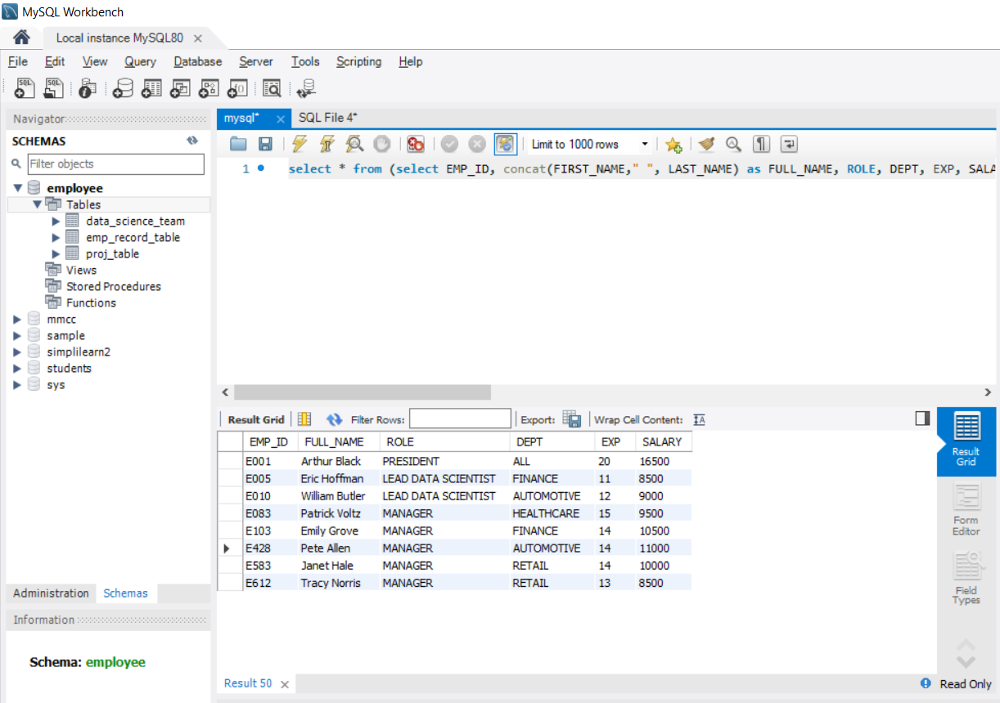 MySQL Workbench
Local instance MySQL80
File Edit View Query Database Server Tools Scripting Help
Navigator
SCHEMAS
Filter objects
employee
Tables
data_science_team
emp_record_table
proj_table
Views
Stored Procedures
Functions
mmcc
sample
simplilearn2
students
sys
Administration Schemas
Information
Schema: employee
mysql* SQL File 4*
Limit to 1000 rows
1 select * from (select EMP_ID, concat(FIRST_NAME," ", LAST_NAME) as FULL_NAME, ROLE, DEPT, EXP, SALA
Result Grid Filter Rows: Export: Wrap Cell Content:
EMP_ID FULL_NAME ROLE DEPT EXP SALARY
E001 Arthur Black PRESIDENT ALL 20 16500
E005 Eric Hoffman LEAD DATA SCIENTIST FINANCE 11 8500
E010 William Butler LEAD DATA SCIENTIST AUTOMOTIVE 12 9000
E083 Patrick Voltz MANAGER HEALTHCARE 15 9500
E103 Emily Grove MANAGER FINANCE 14 10500
E428 Pete Allen MANAGER AUTOMOTIVE 14 11000
E583 Janet Hale MANAGER RETAIL 14 10000
E612 Tracy Norris MANAGER RETAIL 13 8500
Result
Grid
Form
Editor
Field
Types
Result 50
Read Only